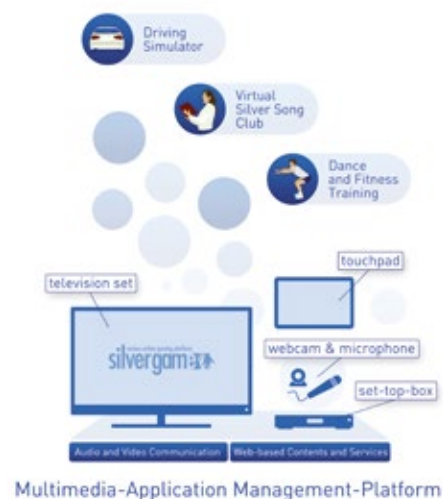 Driving
Simulator
Virtual
Silver Song
Club
Dance
and Fitness
Training
touchpad
television set
silvergame
webcam & microphone
set-top-box
Audio and Video Communication
Web-based Contents and Services
Multimedia-Application Management-Platform